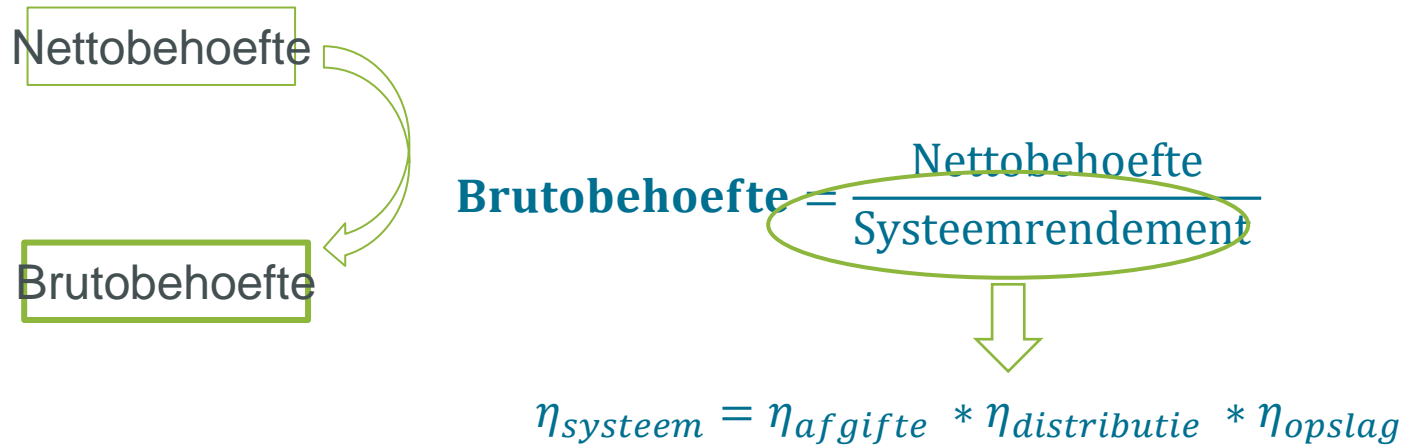 Nettobehoefte
Brutobehoefte
Brutobehoefte = Nettobehoefte / Systeemrendement
η_systeem = η_afgifte * η_distributie * η_opslag